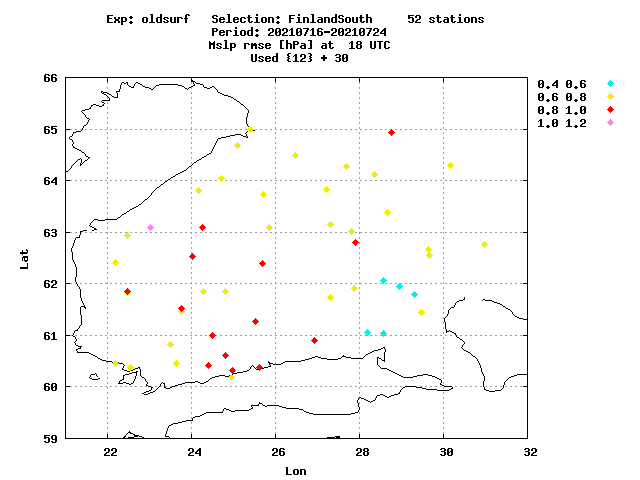 Exp: oldsurf Selection: FinlandSouth 52 stations
Period: 20210716-20210724
Mslp rmse [hPa] at 18 UTC
Used {12} + 30
66
65
64
63
62
61
60
59
Lat
22 24 26 28 30 32
Lon
0.4 0.6
0.6 0.8
0.8 1.0
1.0 1.2